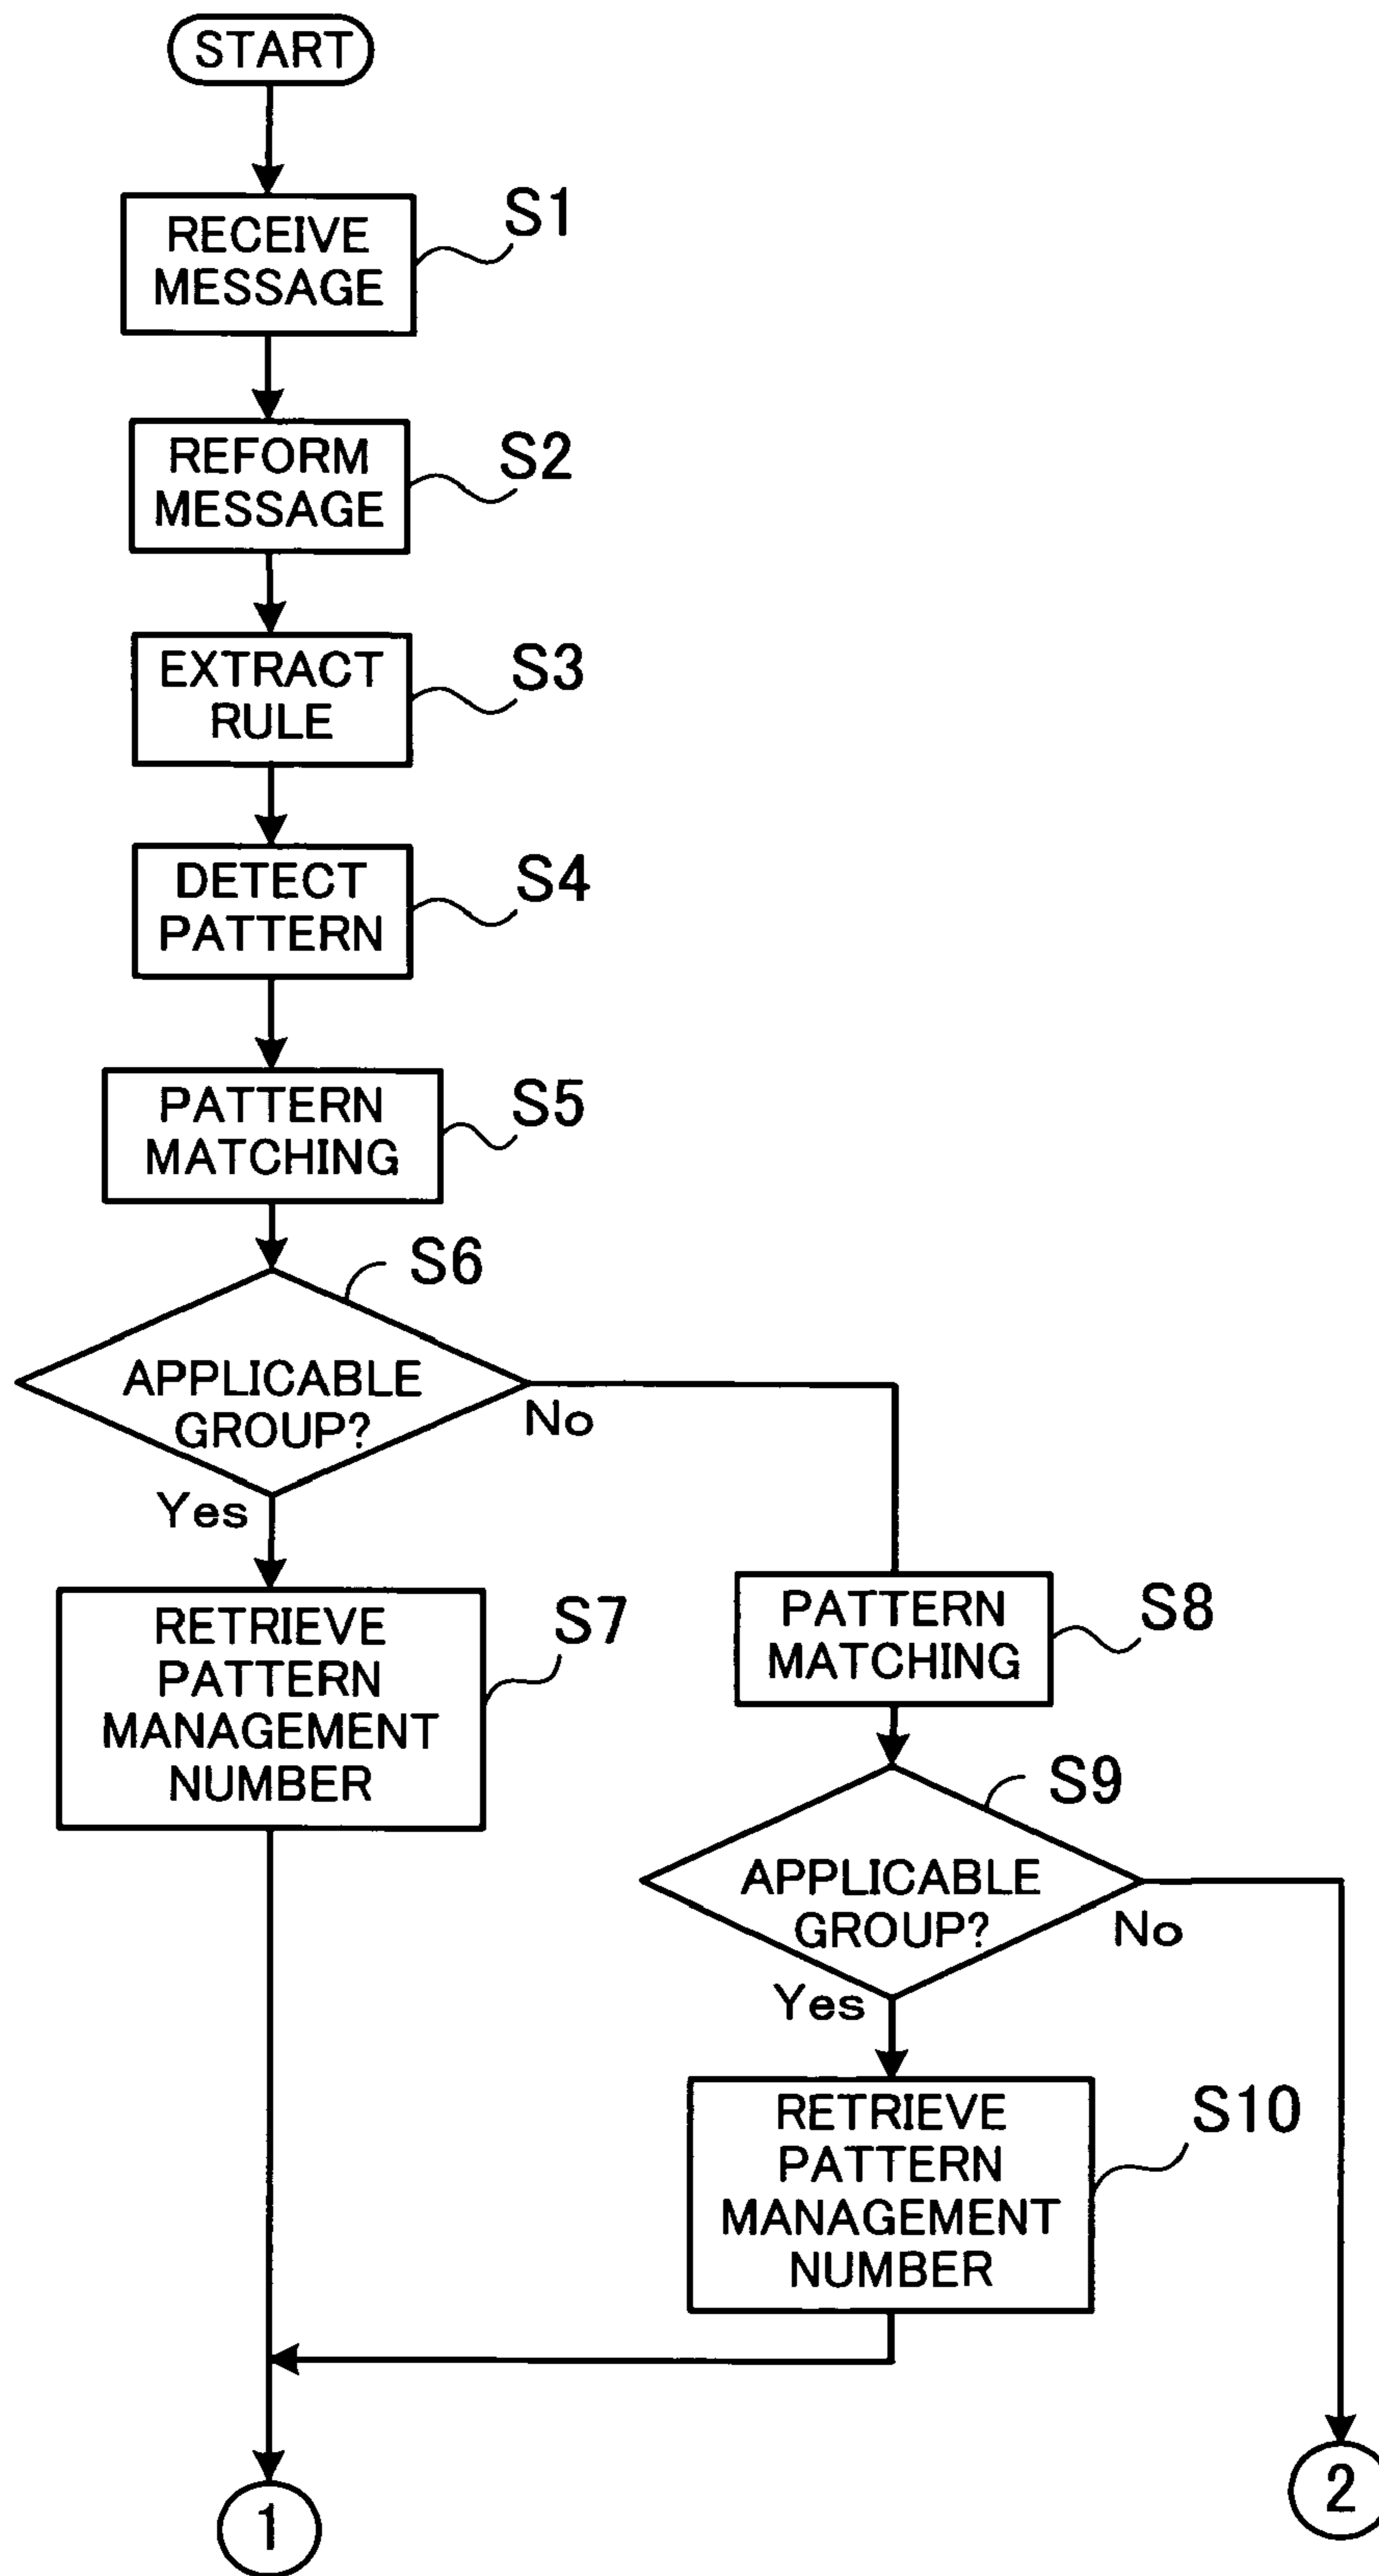 START
RECEIVE
MESSAGE
S1
REFORM
MESSAGE
S2
EXTRACT
RULE
S3
DETECT
PATTERN
S4
PATTERN
MATCHING
S5
S6
APPLICABLE
GROUP?
No
Yes
RETRIEVE
PATTERN
MANAGEMENT
NUMBER
S7
PATTERN
MATCHING
S8
S9
APPLICABLE
GROUP?
No
Yes
RETRIEVE
PATTERN
MANAGEMENT
NUMBER
S10
1
2